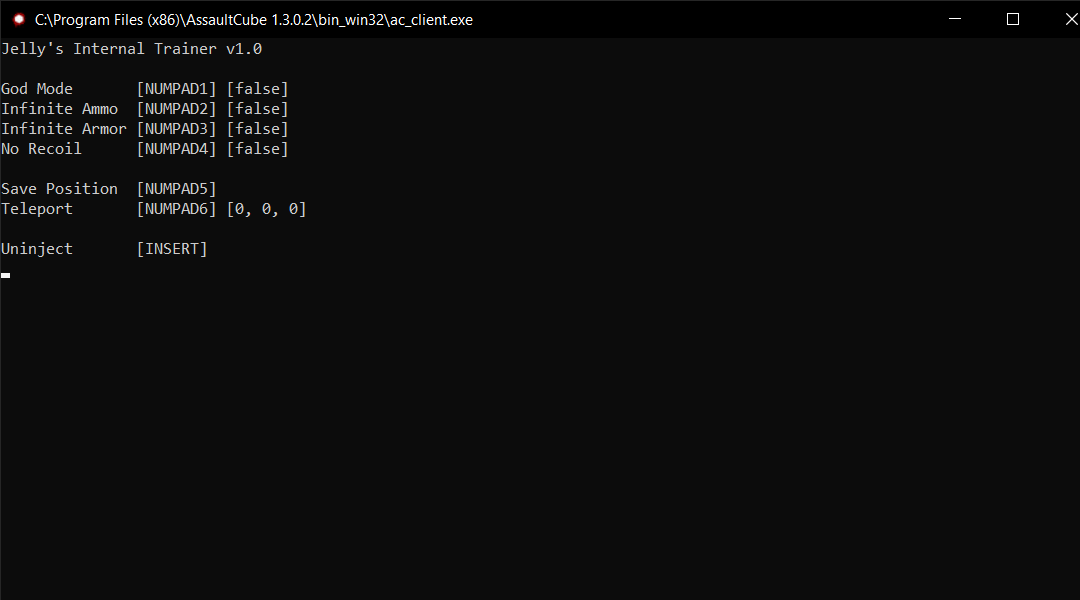 C:\Program Files (x86)\AssaultCube 1.3.0.2\bin_win32\ac_client.exe
Jelly's Internal Trainer v1.0
God Mode [NUMPAD1] [false]
Infinite Ammo [NUMPAD2] [false]
Infinite Armor [NUMPAD3] [false]
No Recoil [NUMPAD4] [false]
Save Position [NUMPAD5]
Teleport [NUMPAD6] [0, 0, 0]
Uninject [INSERT]